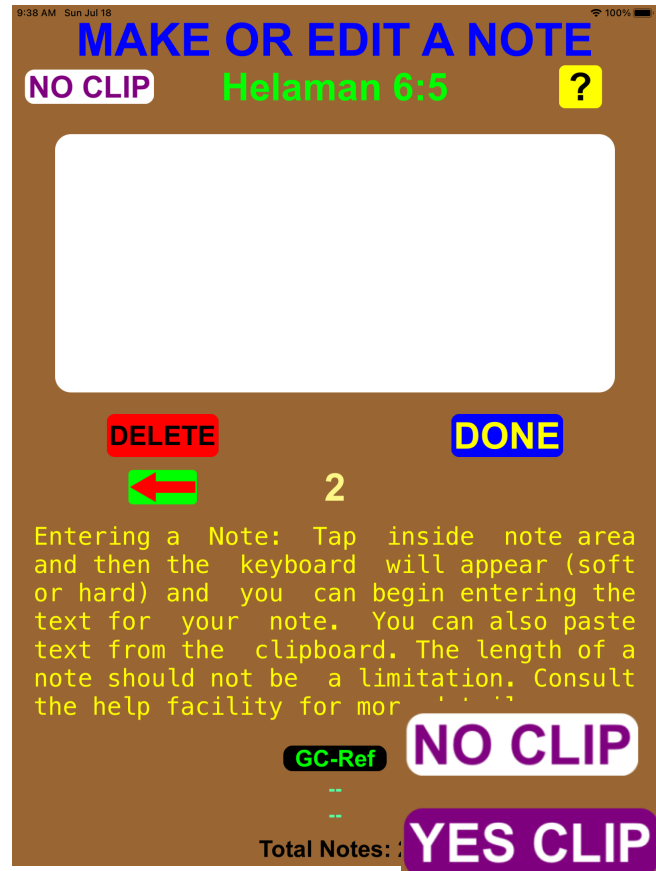 9:38 AM Sun Jul 18 100%
MAKE OR EDIT A NOTE
NO CLIP Helaman 6:5 ?
DELETE DONE
2
Entering a Note: Tap inside note area
and then the keyboard will appear (soft
or hard) and you can begin entering the
text for your note. You can also paste
text from the clipboard. The length of a
note should not be a limitation. Consult
the help facility for mor
NO CLIP
GC-Ref
--
--
Total Notes:
YES CLIP